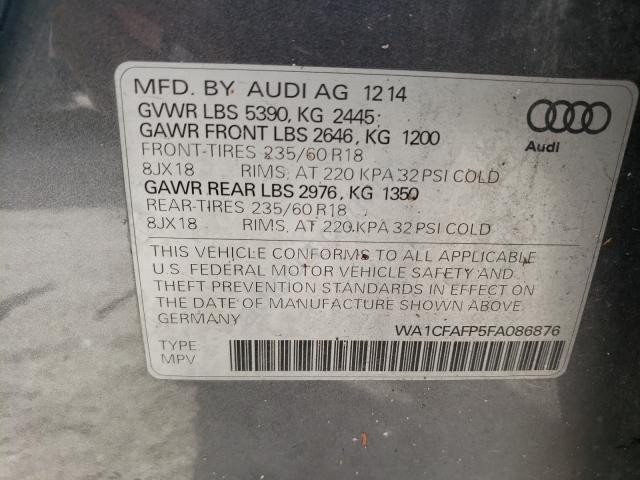 MFD. BY AUDI AG 12 14
GVWR LBS 5390, KG 2445
GAWR FRONT LBS 2646, KG 1200
FRONT-TIRES 235/60 R18
8JX18 RIMS, AT 220 KPA 32 PSI COLD
GAWR REAR LBS 2976, KG 1350
REAR-TIRES 235/60 R18
8JX18 RIMS, AT 220 KPA 32 PSI COLD
Audi
THIS VEHICLE CONFORMS TO ALL APPLICABLE
U.S. FEDERAL MOTOR VEHICLE SAFETY AND
THEFT PREVENTION STANDARDS IN EFFECT ON
THE DATE OF MANUFACTURE SHOWN ABOVE.
GERMANY
WA1CFAFP5FA086876
TYPE
MPV